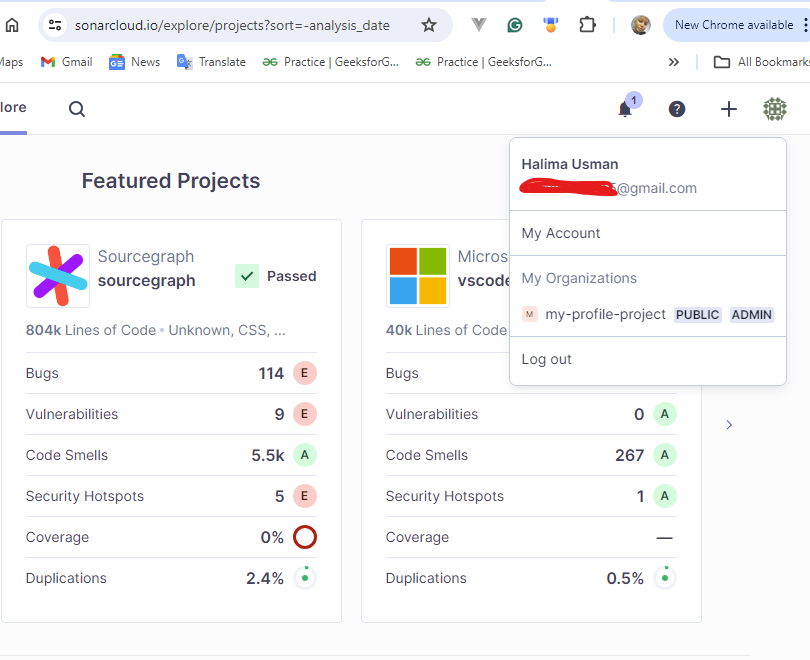 sonarcloud.io/explore/projects?sort=-analysis_date
New Chrome available
Maps
Gmail
News
Translate
Practice | GeeksforG...
Practice | GeeksforG...
All Bookmarks
lore
1
Featured Projects
Halima Usman
@gmail.com
My Account
My Organizations
M my-profile-project PUBLIC ADMIN
Log out
Sourcegraph
sourcegraph
Passed
804k Lines of Code • Unknown, CSS, ...
Bugs 114 E
Vulnerabilities 9 E
Code Smells 5.5k A
Security Hotspots 5 E
Coverage 0%
Duplications 2.4%
Micros
vscode
40k Lines of Code
Bugs
Vulnerabilities 0 A
Code Smells 267 A
Security Hotspots 1 A
Coverage —
Duplications 0.5%